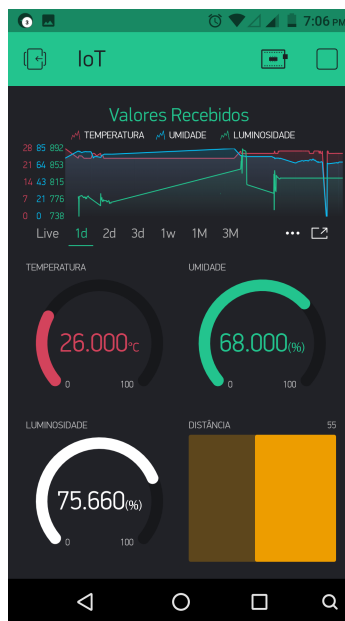 3 7:06 PM
IoT
Valores Recebidos
TEMPERATURA UMIDADE LUMINOSIDADE
28 85 892
21 64 853
14 43 815
7 21 776
0 0 738
Live 1d 2d 3d 1w 1M 3M
TEMPERATURA UMIDADE
26.000°C 68.000(%)
0 100 0 100
LUMINOSIDADE DISTÂNCIA 55
75.660(%)
0 100